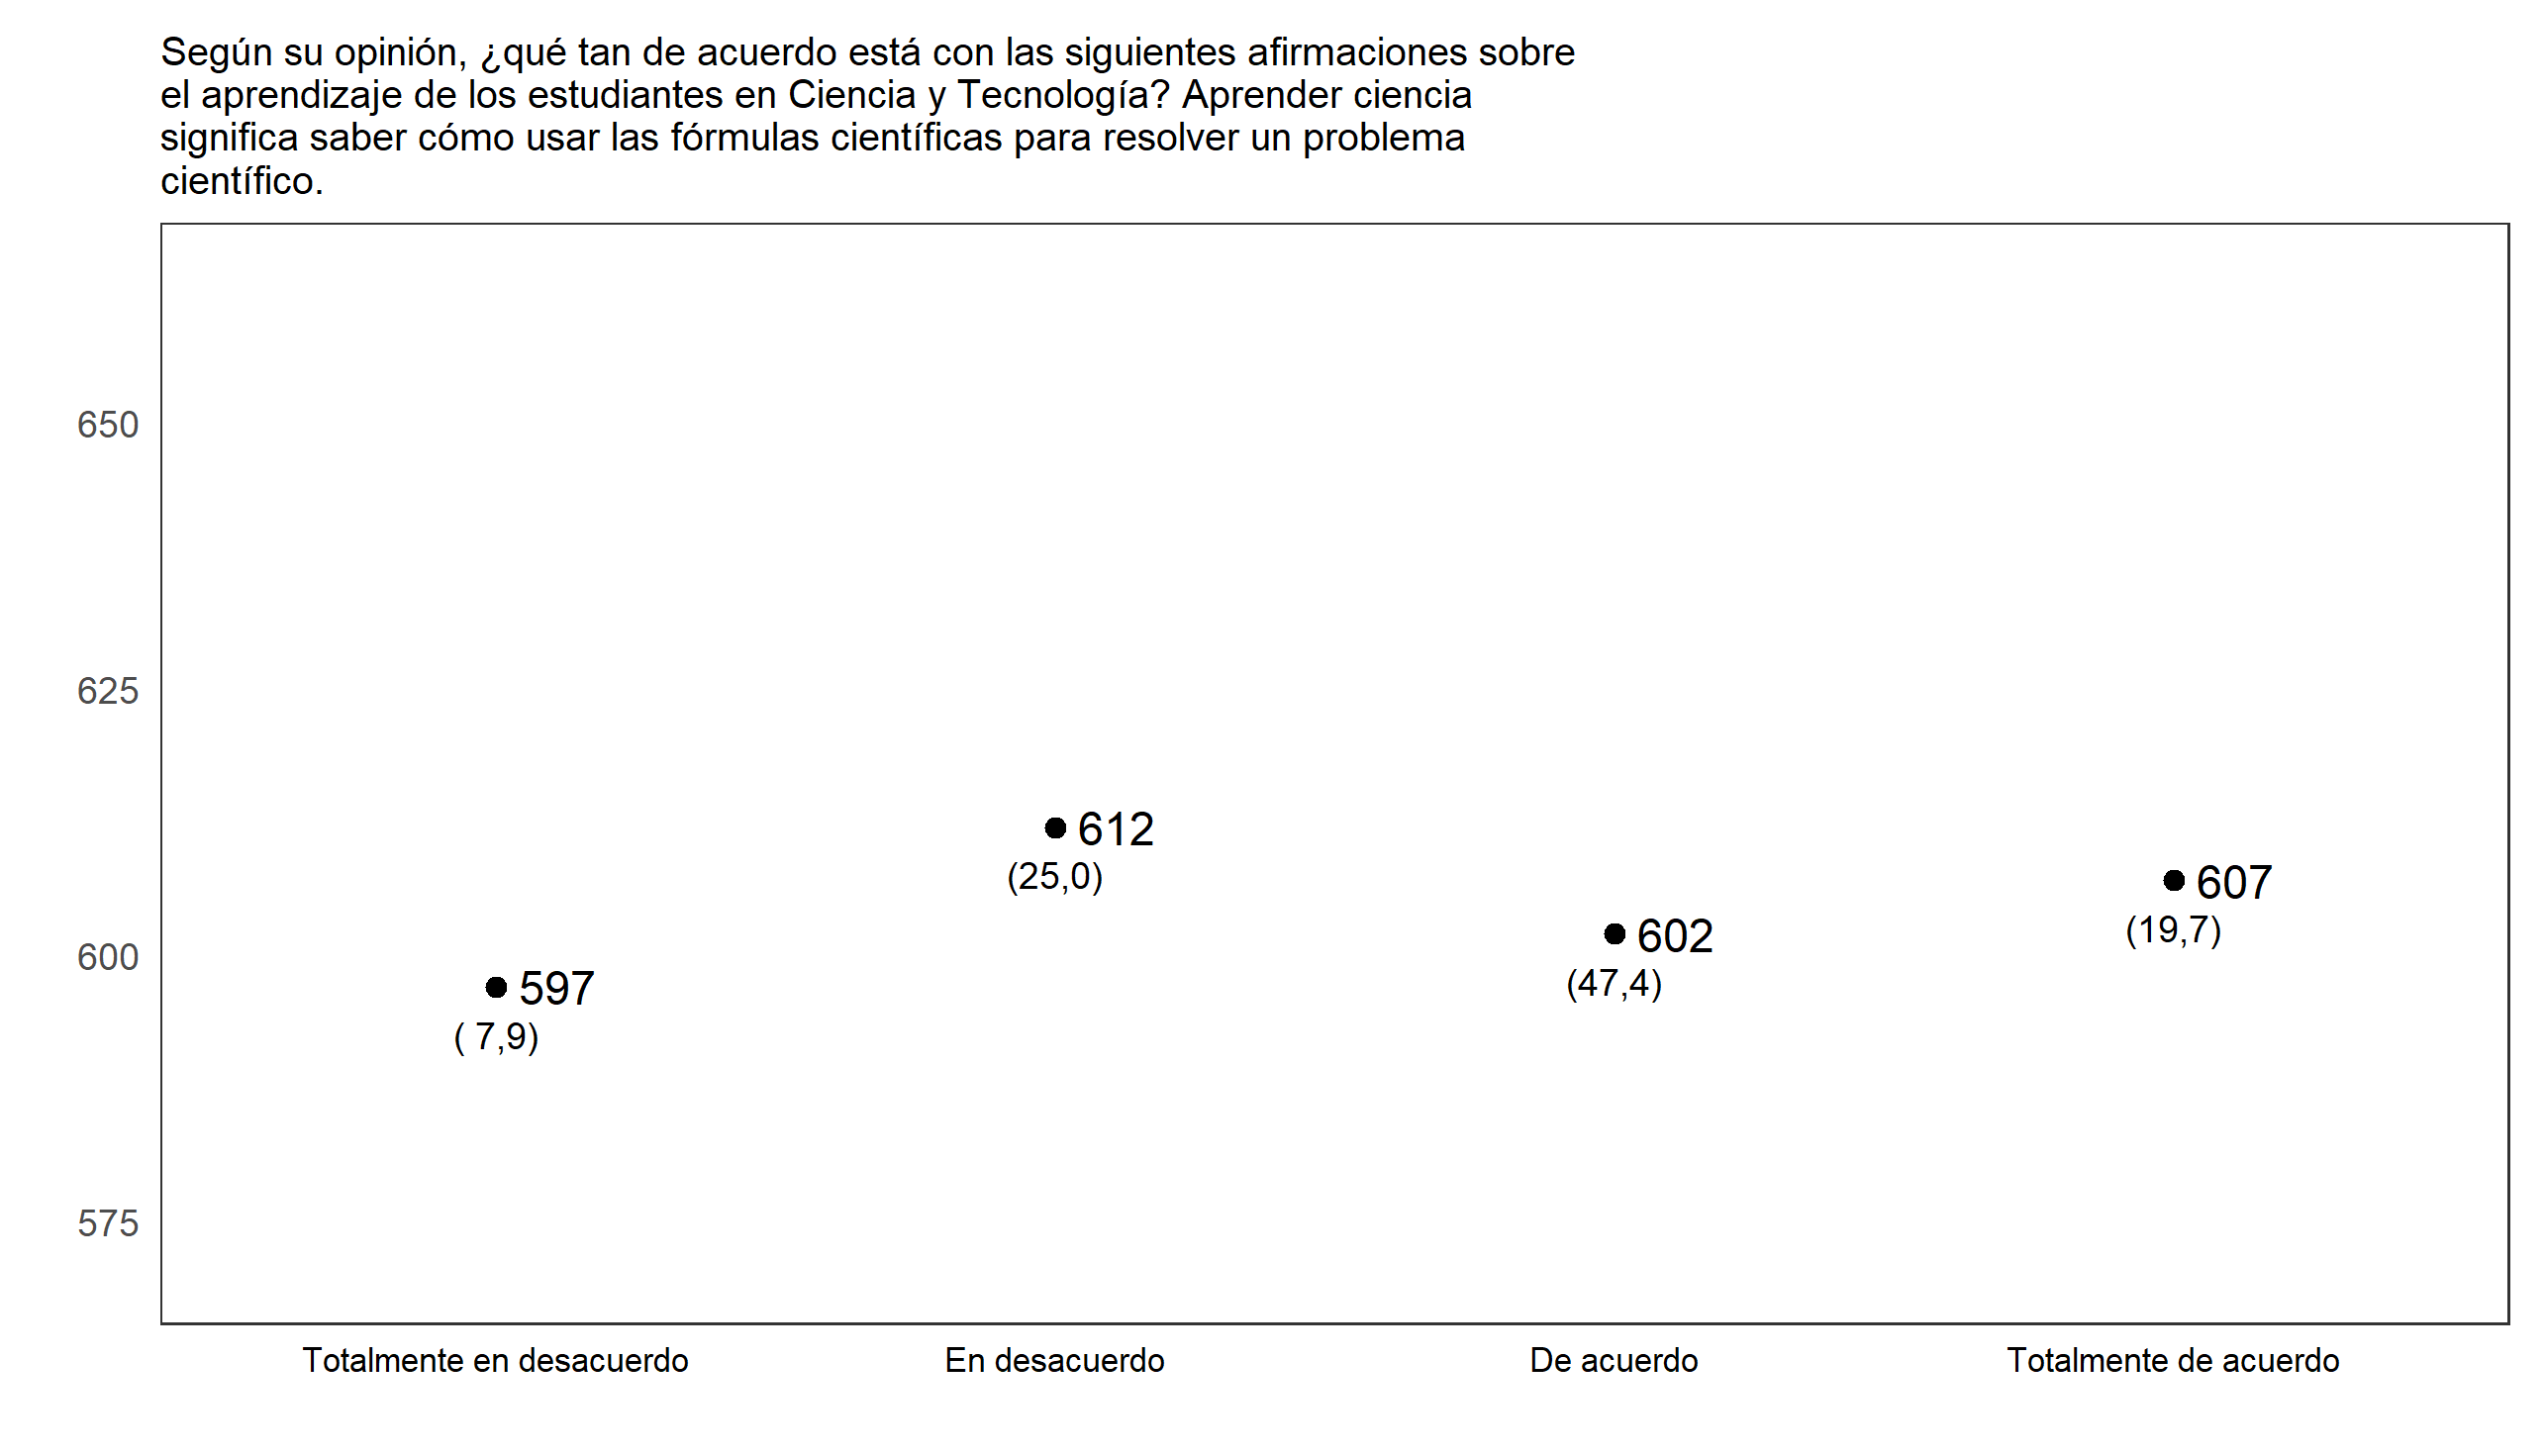 Según su opinión, ¿qué tan de acuerdo está con las siguientes afirmaciones sobre
el aprendizaje de los estudiantes en Ciencia y Tecnología? Aprender ciencia
significa saber cómo usar las fórmulas científicas para resolver un problema
científico.
650
625
600
575
597
( 7,9)
612
(25,0)
602
(47,4)
607
(19,7)
Totalmente en desacuerdo
En desacuerdo
De acuerdo
Totalmente de acuerdo